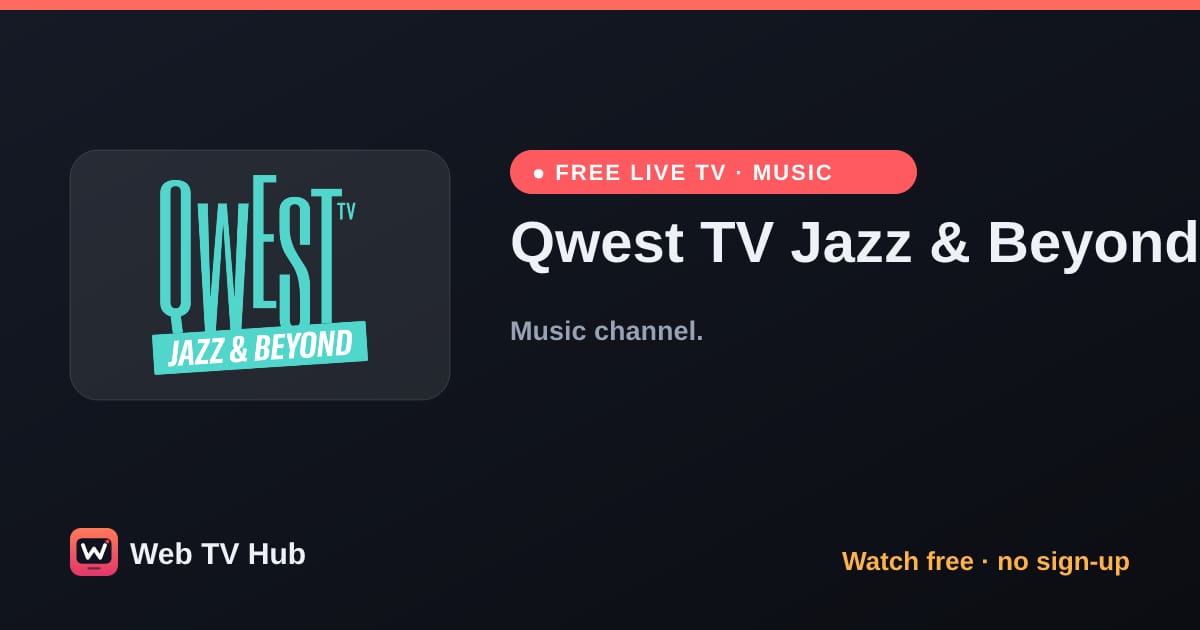 QWEST TV
JAZZ & BEYOND
● FREE LIVE TV · MUSIC
Qwest TV Jazz & Beyond
Music channel.
W
Web TV Hub
Watch free · no sign-up